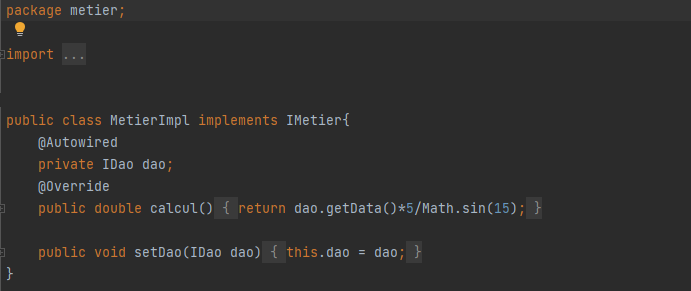 package metier;
import ...
public class MetierImpl implements IMetier{
@Autowired
private IDao dao;
@Override
public double calcul() { return dao.getData()*5/Math.sin(15); }
public void setDao(IDao dao) { this.dao = dao; }
}